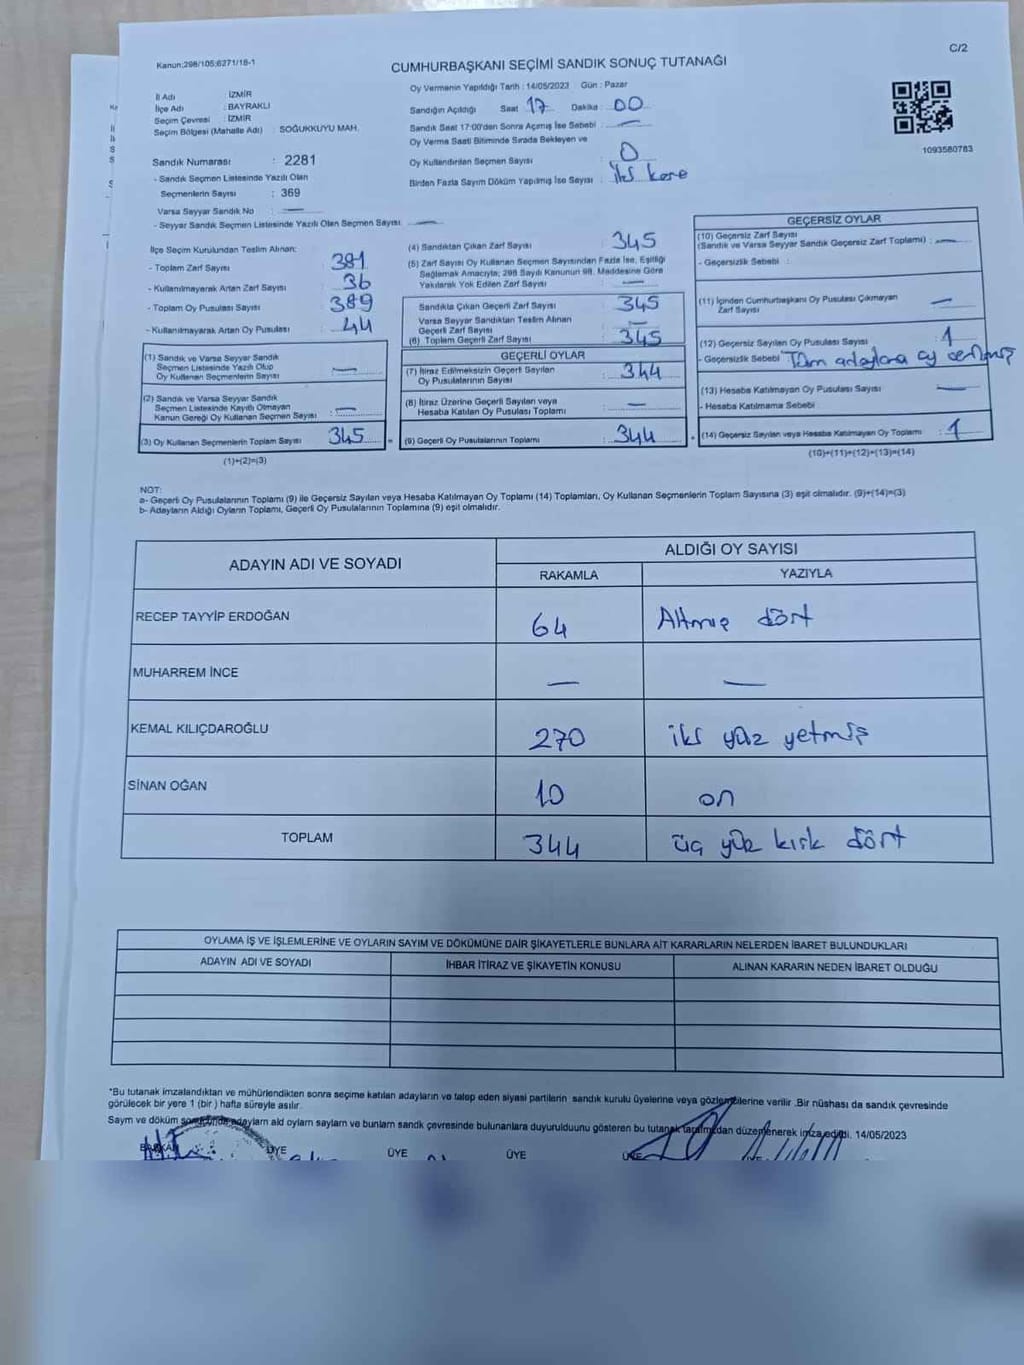 C/2
Kanun:298/105;6271/18-1
CUMHURBAŞKANI SEÇİMİ SANDIK SONUÇ TUTANAĞI
Oy Vermenin Yapıldığı Tarih : 14/05/2023 Gün : Pazar
İl Adı : İZMİR
İlçe Adı : BAYRAKLI
Seçim Çevresi : İZMİR
Seçim Bölgesi (Mahalle Adı) : SOĞUKKUYU MAH.
Sandığın Açıldığı Saat 17 Dakika : 00
Sandık Saat 17:00'den Sonra Açımış İse Sebebi : —
Oy Verme Saati Bitiminde Sırada Bekleyen ve
Oy Kullandırılan Seçmen Sayısı : 0
Birden Fazla Sayım Döküm Yapılmış İse Sayısı : iki kere
1093580783
Sandık Numarası : 2281
- Sandık Seçmen Listesinde Yazılı Olan
Seçmenlerin Sayısı : 369
Varsa Seyyar Sandık No : —
- Seyyar Sandık Seçmen Listesinde Yazılı Olan Seçmen Sayısı : —
İlçe Seçim Kurulundan Teslim Alınan:
- Toplam Zarf Sayısı : 381
- Kullanılmayarak Artan Zarf Sayısı : 36
- Toplam Oy Pusulası Sayısı : 389
- Kullanılmayarak Artan Oy Pusulası : 44
(1) Sandık ve Varsa Seyyar Sandık
Seçmen Listesinde Yazılı Olup
Oy Kullanan Seçmenlerin Sayısı : —
(2) Sandık ve Varsa Seyyar Sandık
Seçmen Listesinde Kayıtlı Olmayan
Kanun Gereği Oy Kullanan Seçmen Sayısı : —
(3) Oy Kullanan Seçmenlerin Toplam Sayısı : 345
(1)+(2)=(3)
(4) Sandıktan Çıkan Zarf Sayısı : 345
(5) Zarf Sayısı Oy Kullanan Seçmen Sayısından Fazla İse, Eşitliği
Sağlamak Amacıyla; 298 Sayılı Kanunun 98. Maddesine Göre
Yakılarak Yok Edilen Zarf Sayısı : —
Sandıkta Çıkan Geçerli Zarf Sayısı : 345
Varsa Seyyar Sandıktan Teslim Alınan
Geçerli Zarf Sayısı : —
(6) Toplam Geçerli Zarf Sayısı : 345
GEÇERLİ OYLAR
(7) İtiraz Edilmeksizin Geçerli Sayılan
Oy Pusulalarının Sayısı : 344
(8) İtiraz Üzerine Geçerli Sayılan veya
Hesaba Katılan Oy Pusulası Toplamı : —
(9) Geçerli Oy Pusulalarının Toplamı : 344
GEÇERSİZ OYLAR
(10) Geçersiz Zarf Sayısı
(Sandık ve Varsa Seyyar Sandık Geçersiz Zarf Toplamı) : —
- Geçersizlik Sebebi :
(11) İçinden Cumhurbaşkanı Oy Pusulası Çıkmayan
Zarf Sayısı : —
(12) Geçersiz Sayılan Oy Pusulası Sayısı : 1
- Geçersizlik Sebebi : Tüm adaylara oy verilmiş
(13) Hesaba Katılmayan Oy Pusulası Sayısı : —
- Hesaba Katılmama Sebebi :
(14) Geçersiz Sayılan veya Hesaba Katılmayan Oy Toplamı : 1
(10)+(11)+(12)+(13)=(14)
NOT:
a- Geçerli Oy Pusulalarının Toplamı (9) ile Geçersiz Sayılan veya Hesaba Katılmayan Oy Toplamı (14) Toplamları, Oy Kullanan Seçmenlerin Toplam Sayısına (3) eşit olmalıdır. (9)+(14)=(3)
b- Adayların Aldığı Oyların Toplamı, Geçerli Oy Pusulalarının Toplamına (9) eşit olmalıdır.
ADAYIN ADI VE SOYADI
ALDIĞI OY SAYISI
RAKAMLA YAZIYLA
RECEP TAYYİP ERDOĞAN 64 Altmış dört
MUHARREM İNCE — —
KEMAL KILIÇDAROĞLU 270 iki yüz yetmiş
SİNAN OĞAN 10 on
TOPLAM 344 üç yüz kırk dört
OYLAMA İŞ VE İŞLEMLERİNE VE OYLARIN SAYIM VE DÖKÜMÜNE DAİR ŞİKAYETLERLE BUNLARA AİT KARARLARIN NELERDEN İBARET BULUNDUKLARI
ADAYIN ADI VE SOYADI İHBAR İTİRAZ VE ŞİKAYETİN KONUSU ALINAN KARARIN NEDEN İBARET OLDUĞU
*Bu tutanak imzalandıktan ve mühürlendikten sonra seçime katılan adayların ve talep eden siyasi partilerin sandık kurulu üyelerine veya gözlemcilerine verilir .Bir nüshası da sandık çevresinde
görülecek bir yere 1 (bir ) hafta süreyle asılır.
Sayım ve döküm sonucunda adayların ald oyların sayıların ve bunların sandık çevresinde bulunanlara duyurulduunu gösteren bu tutanak tarafımızdan düzenlenerek imza edildi. 14/05/2023
BAŞKAN ÜYE ÜYE ÜYE ÜYE